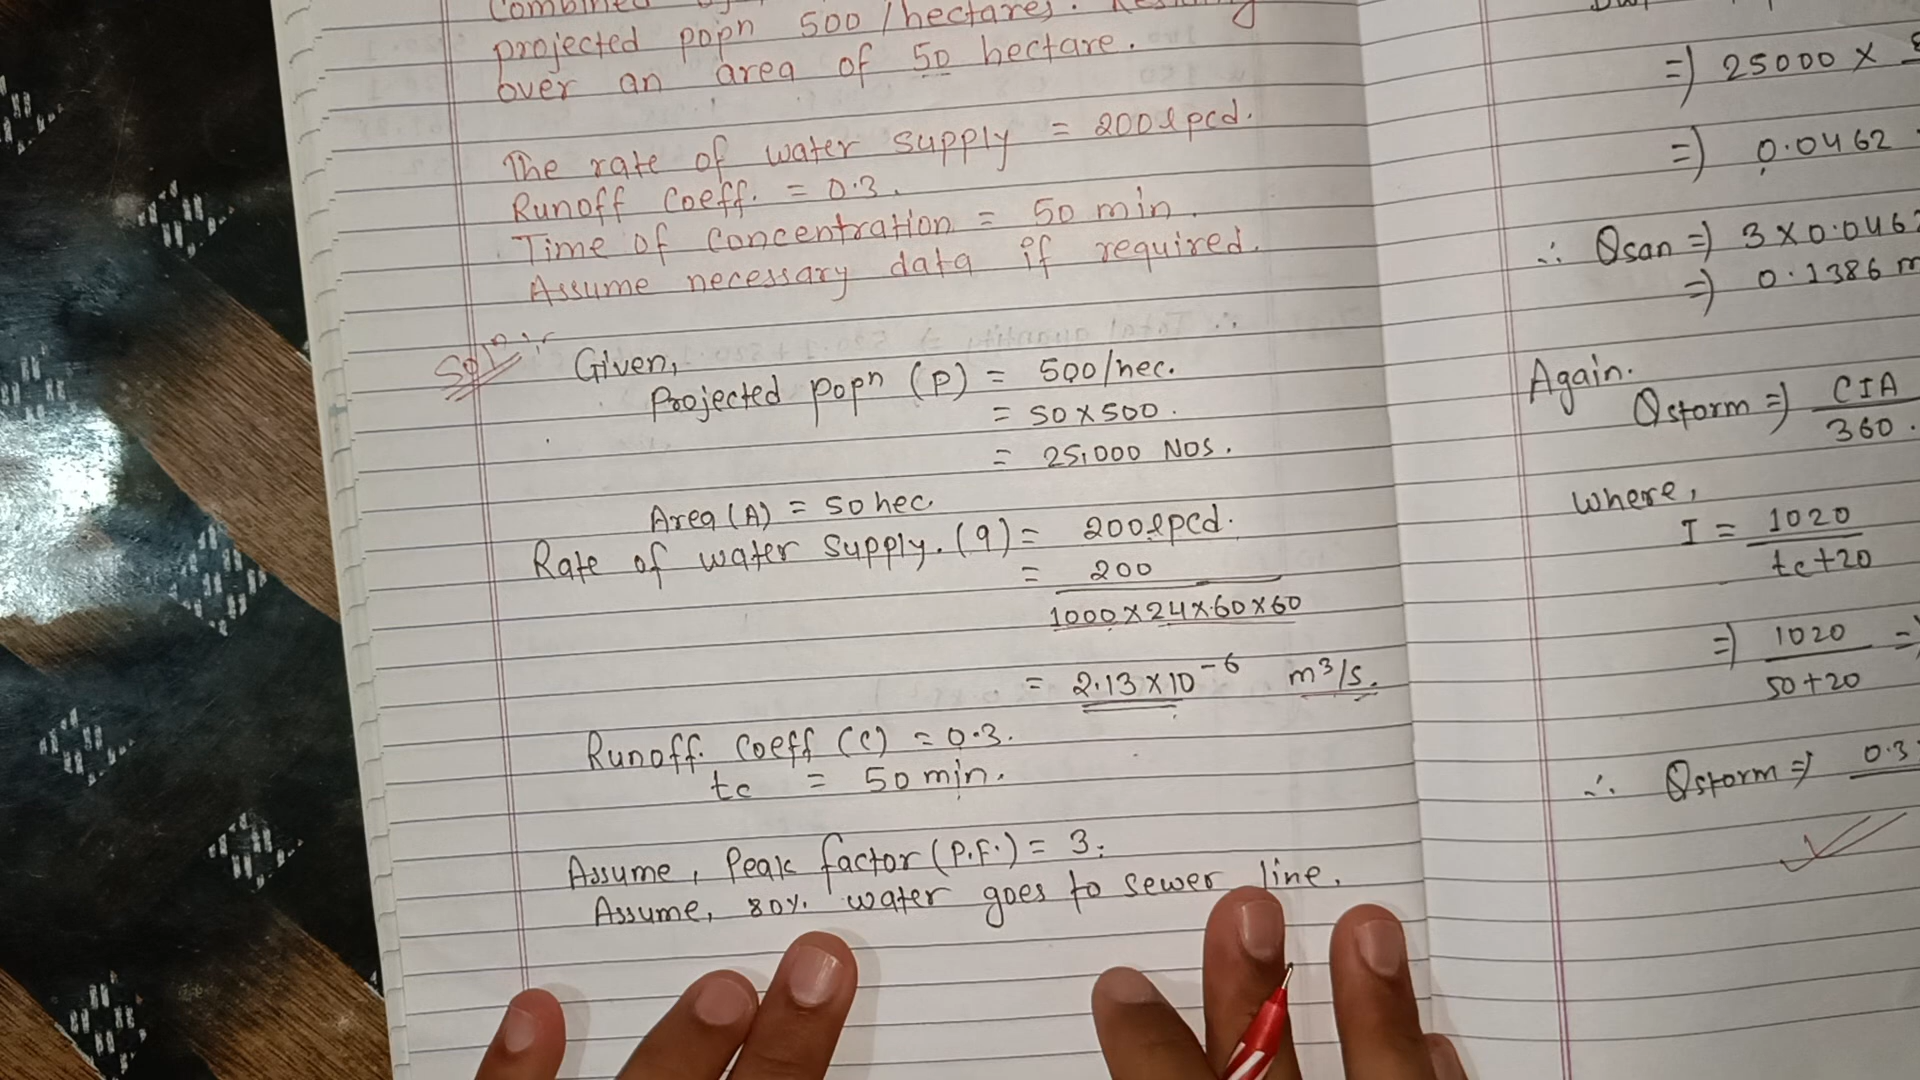 projected popn 500 / hectares.
over an area of 50 hectare.
The rate of water supply = 200 lpcd.
Runoff Coeff. = 0.3.
Time of Concentration = 50 min.
Assume necessary data if required.
Soln:-
Given,
Projected popn (P) = 500/hec.
= 50 x 500.
= 25,000 Nos.
Area (A) = 50 hec.
Rate of water supply. (q) = 200 lpcd.
= 200
1000 x 24 x 60 x 60
= 2.13 x 10⁻⁶ m³/s.
Runoff. Coeff (C) = 0.3.
tc = 50 min.
Assume, Peak factor (P.F.) = 3.
Assume, 80% water goes to sewer line.
=) 25000 x
=) 0.0462
∴ Qsan =) 3 x 0.0462
=) 0.1386 m
Again.
Qstorm =) CIA
360.
where,
I = 1020
tc+20
=) 1020 =)
50+20
∴ Qstorm =) 0.3